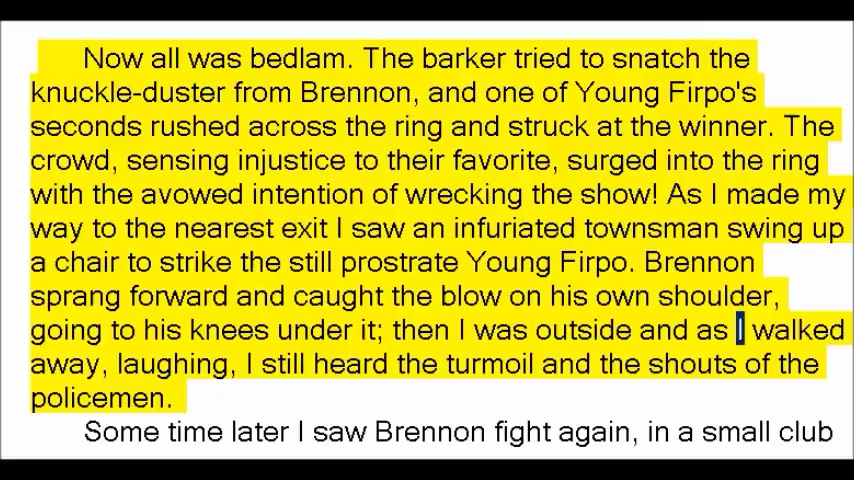 Now all was bedlam. The barker tried to snatch the
knuckle-duster from Brennon, and one of Young Firpo's
seconds rushed across the ring and struck at the winner. The
crowd, sensing injustice to their favorite, surged into the ring
with the avowed intention of wrecking the show! As I made my
way to the nearest exit I saw an infuriated townsman swing up
a chair to strike the still prostrate Young Firpo. Brennon
sprang forward and caught the blow on his own shoulder,
going to his knees under it; then I was outside and as I walked
away, laughing, I still heard the turmoil and the shouts of the
policemen.
Some time later I saw Brennon fight again, in a small club